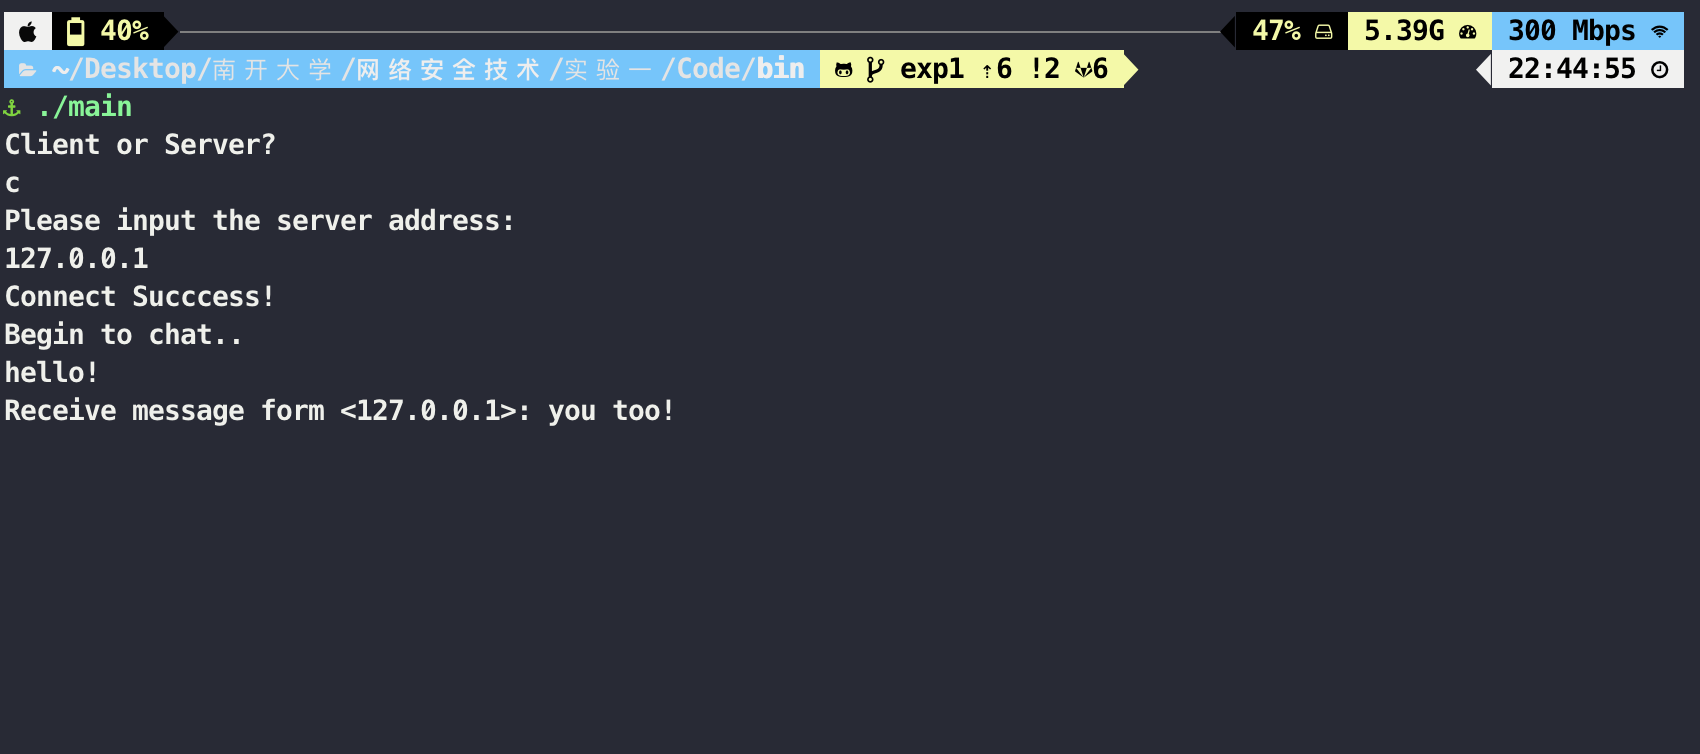 40% 47% 5.39G 300 Mbps
~/Desktop/南开大学/网络安全技术/实验一/Code/bin exp1 ⇡6 !2 6 22:44:55
./main
Client or Server?
c
Please input the server address:
127.0.0.1
Connect Succcess!
Begin to chat..
hello!
Receive message form <127.0.0.1>: you too!